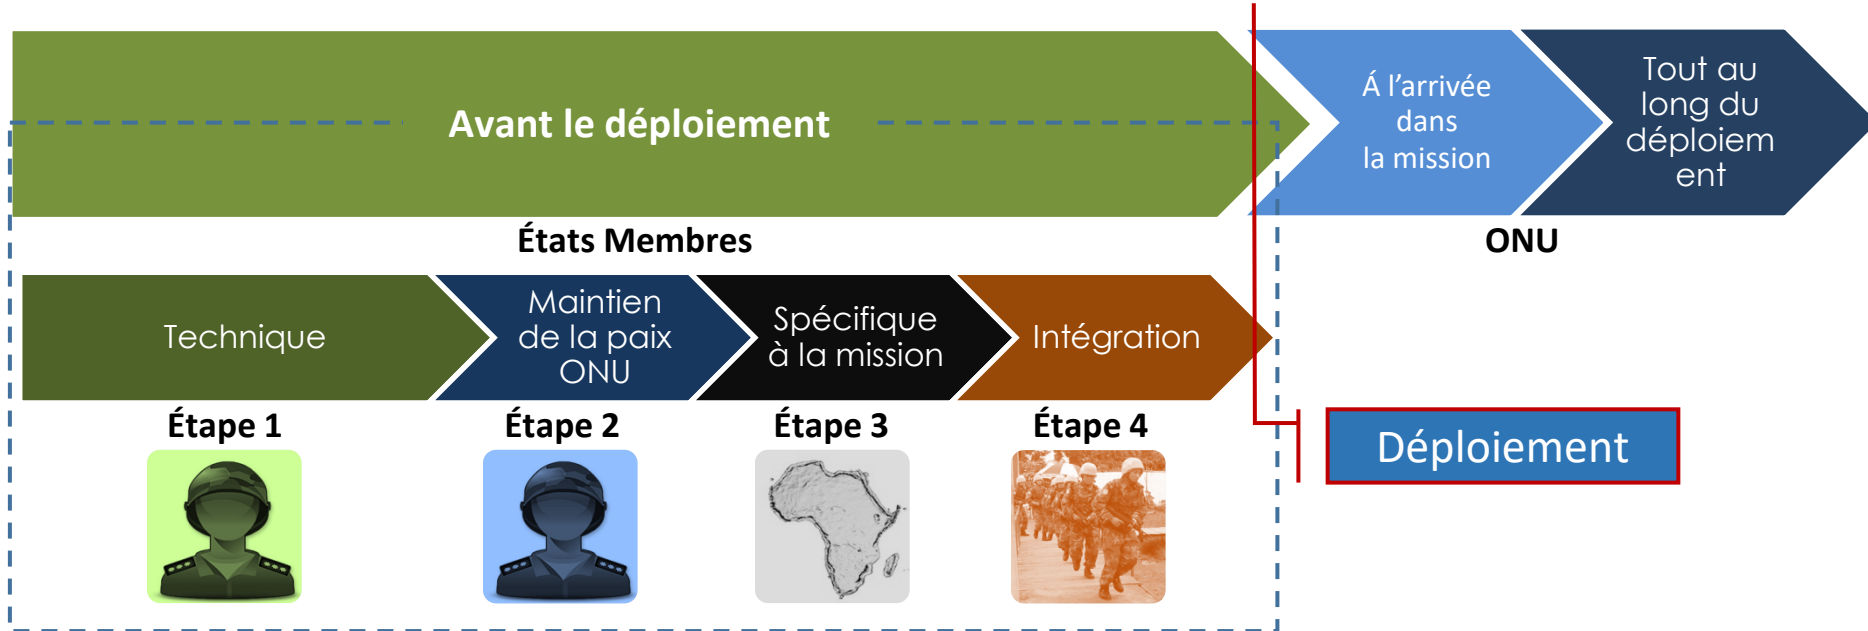 Avant le déploiement
Á l’arrivée
dans
la mission
Tout au
long du
déploiem
ent
États Membres
ONU
Technique
Maintien
de la paix
ONU
Spécifique
à la mission
Intégration
Étape 1
Étape 2
Étape 3
Étape 4
Déploiement